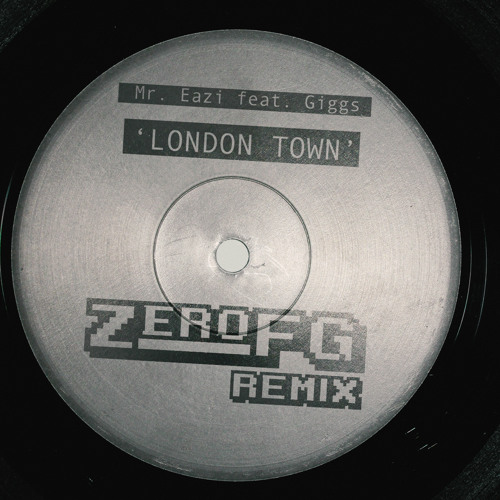 Mr. Eazi feat. Giggs
‘LONDON TOWN’
ZEROFG
REMIX